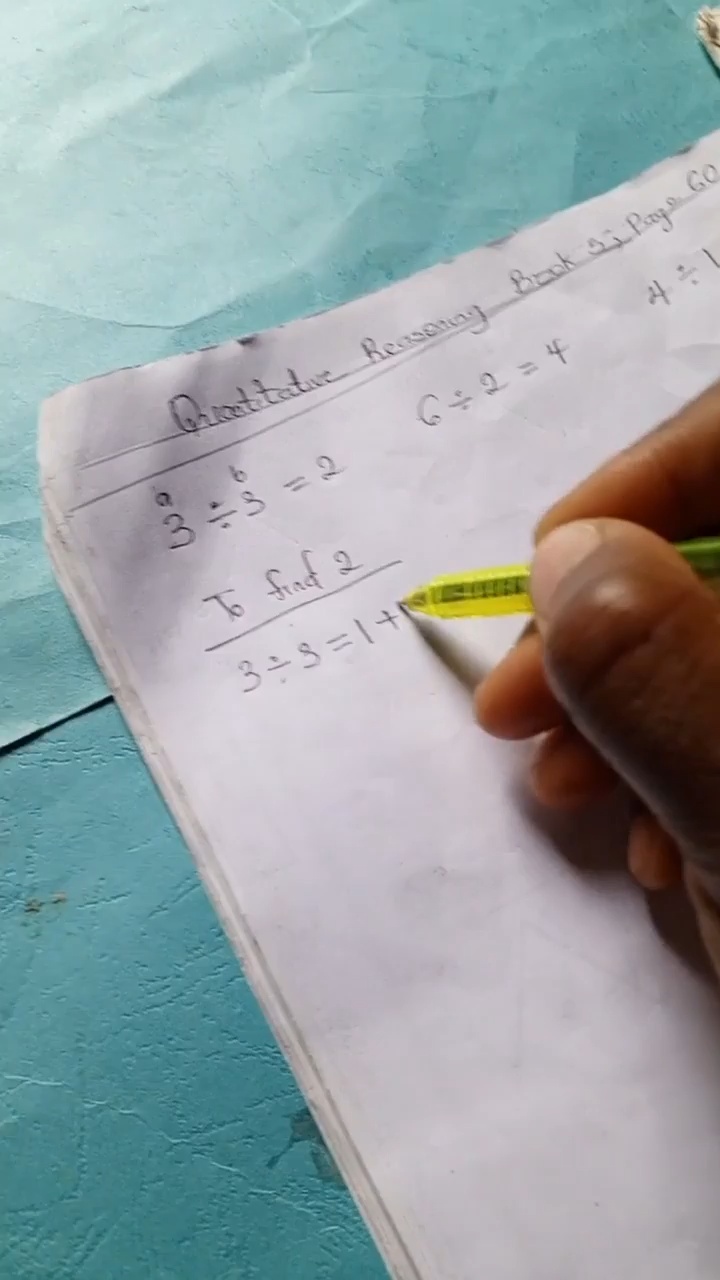 Quantitative Reasoning Book 3; Page 60
a b
3 ÷ 3 = 2 6 ÷ 2 = 4 4 ÷ 1
To find 2
3 ÷ 3 = 1 +